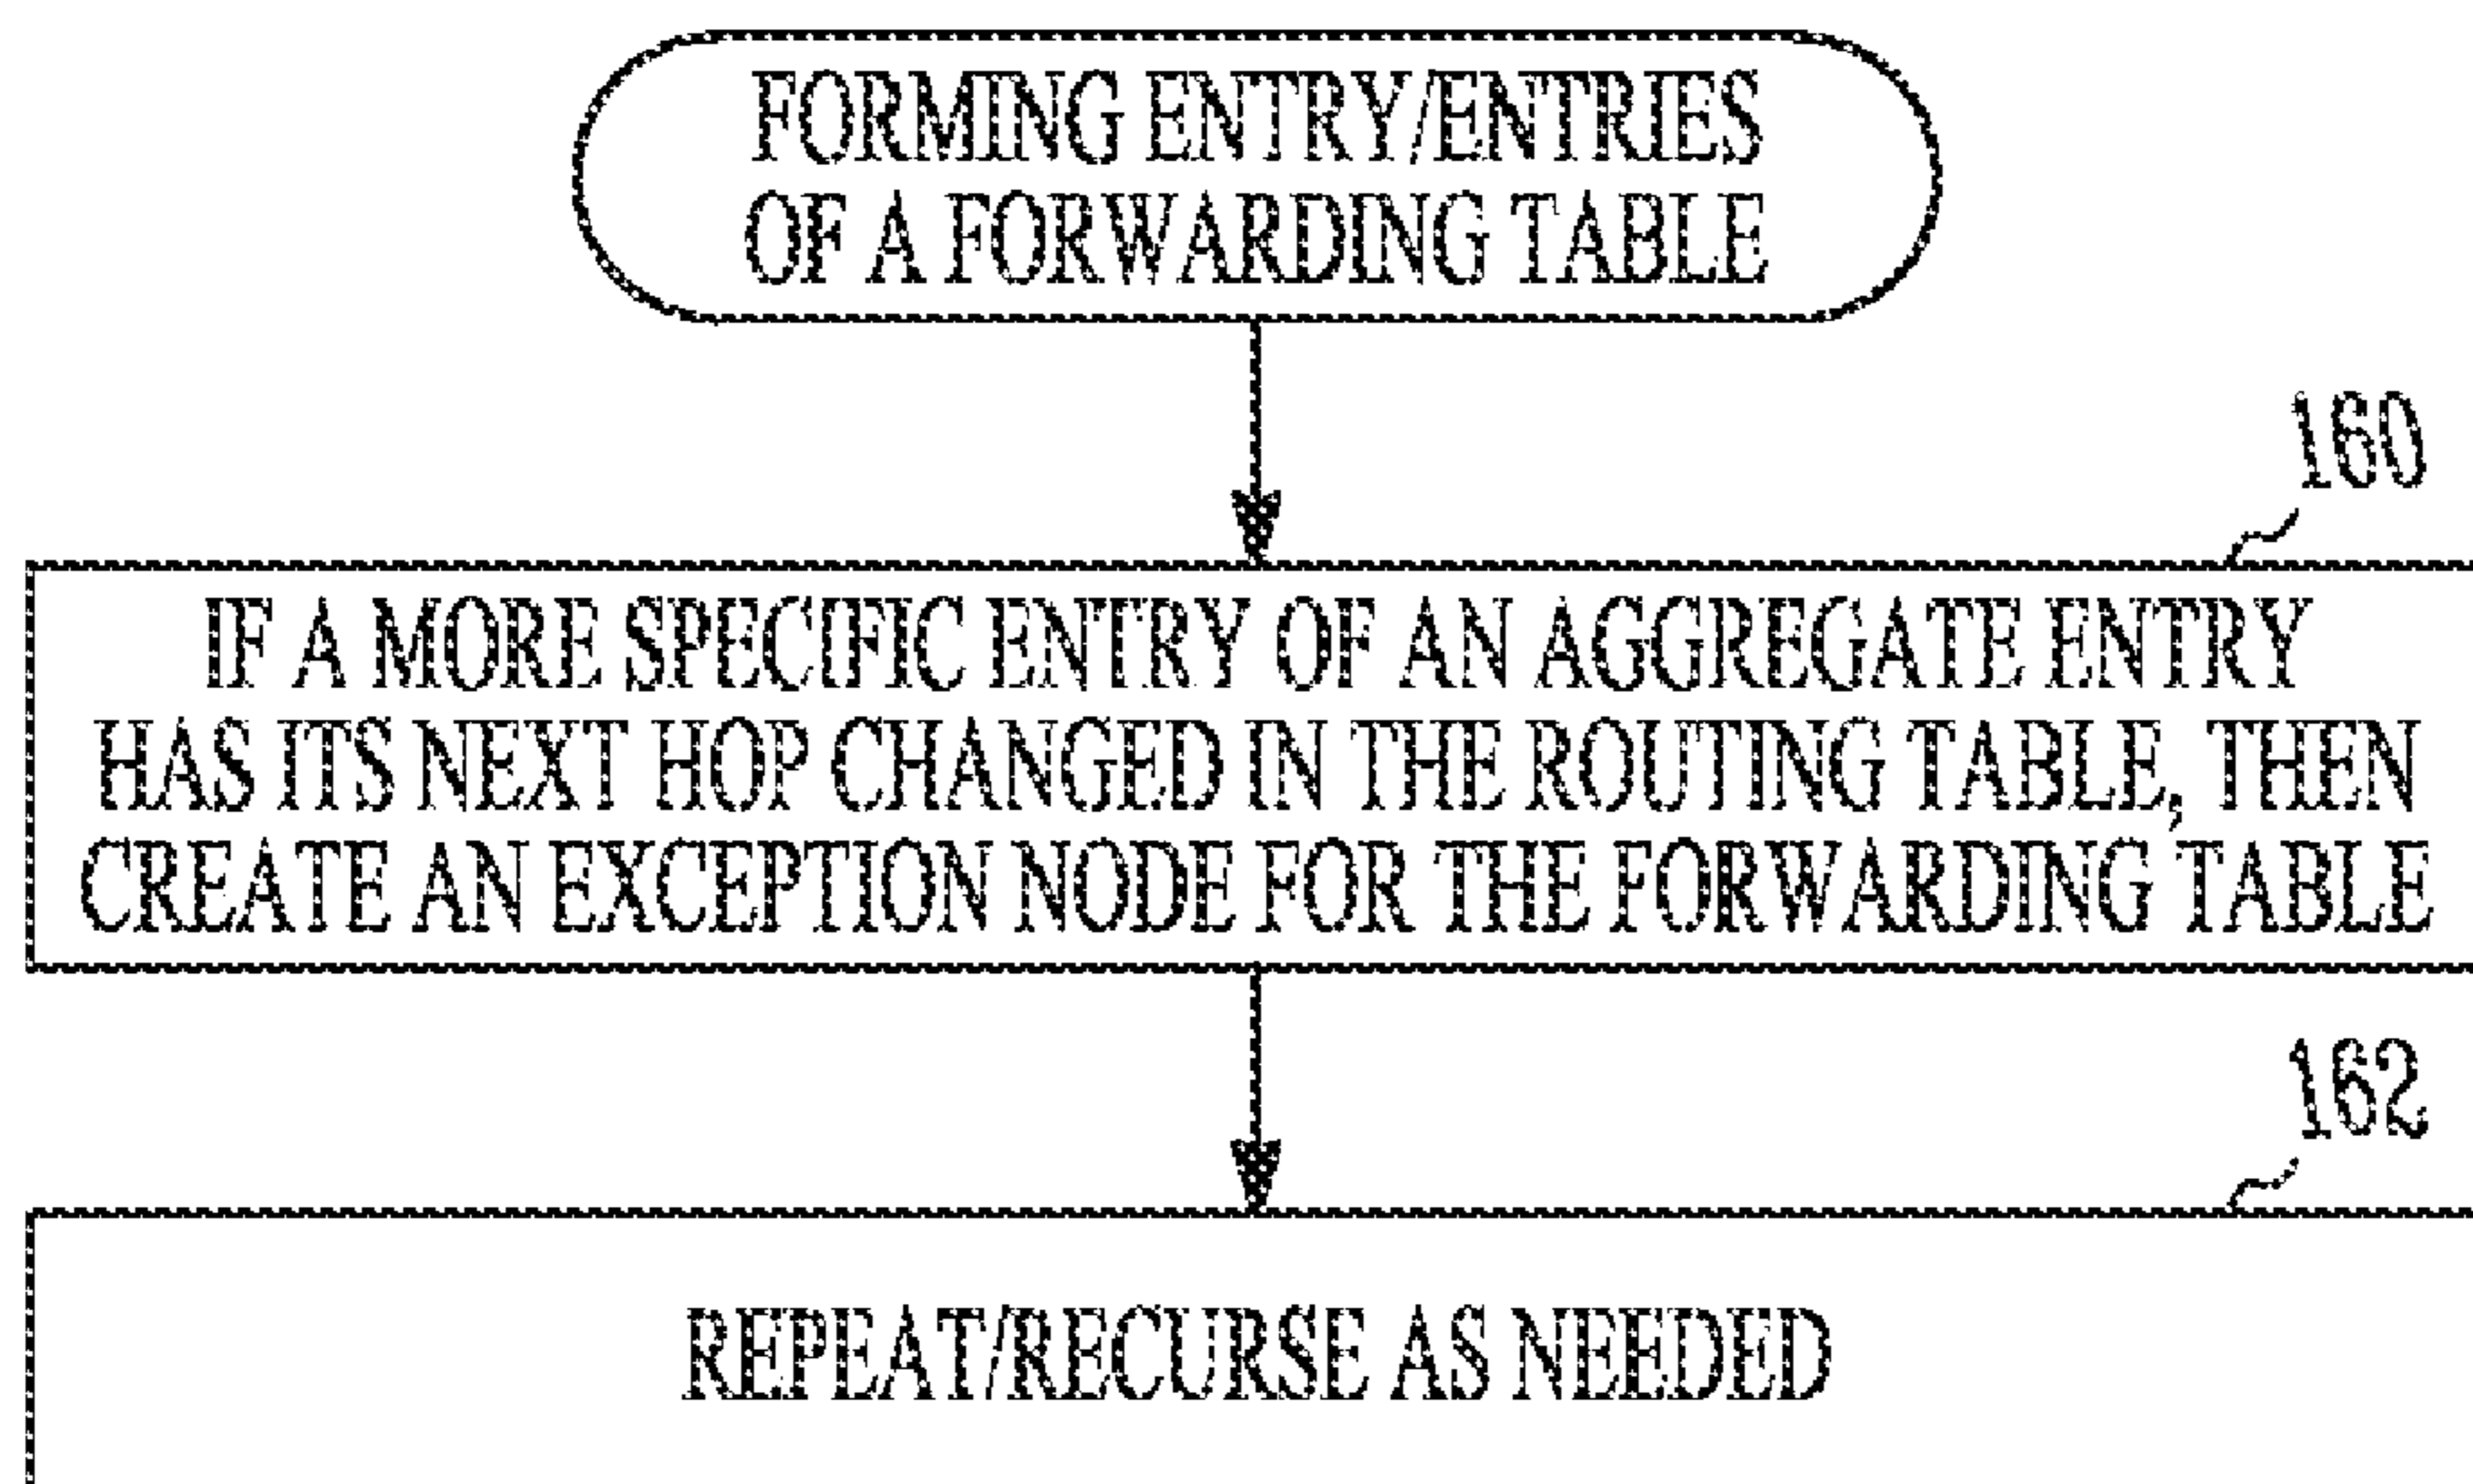 FORMING ENTRY/ENTRIES
OF A FORWARDING TABLE
160
IF A MORE SPECIFIC ENTRY OF AN AGGREGATE ENTRY
HAS ITS NEXT HOP CHANGED IN THE ROUTING TABLE, THEN
CREATE AN EXCEPTION NODE FOR THE FORWARDING TABLE
162
REPEAT/RECURSE AS NEEDED